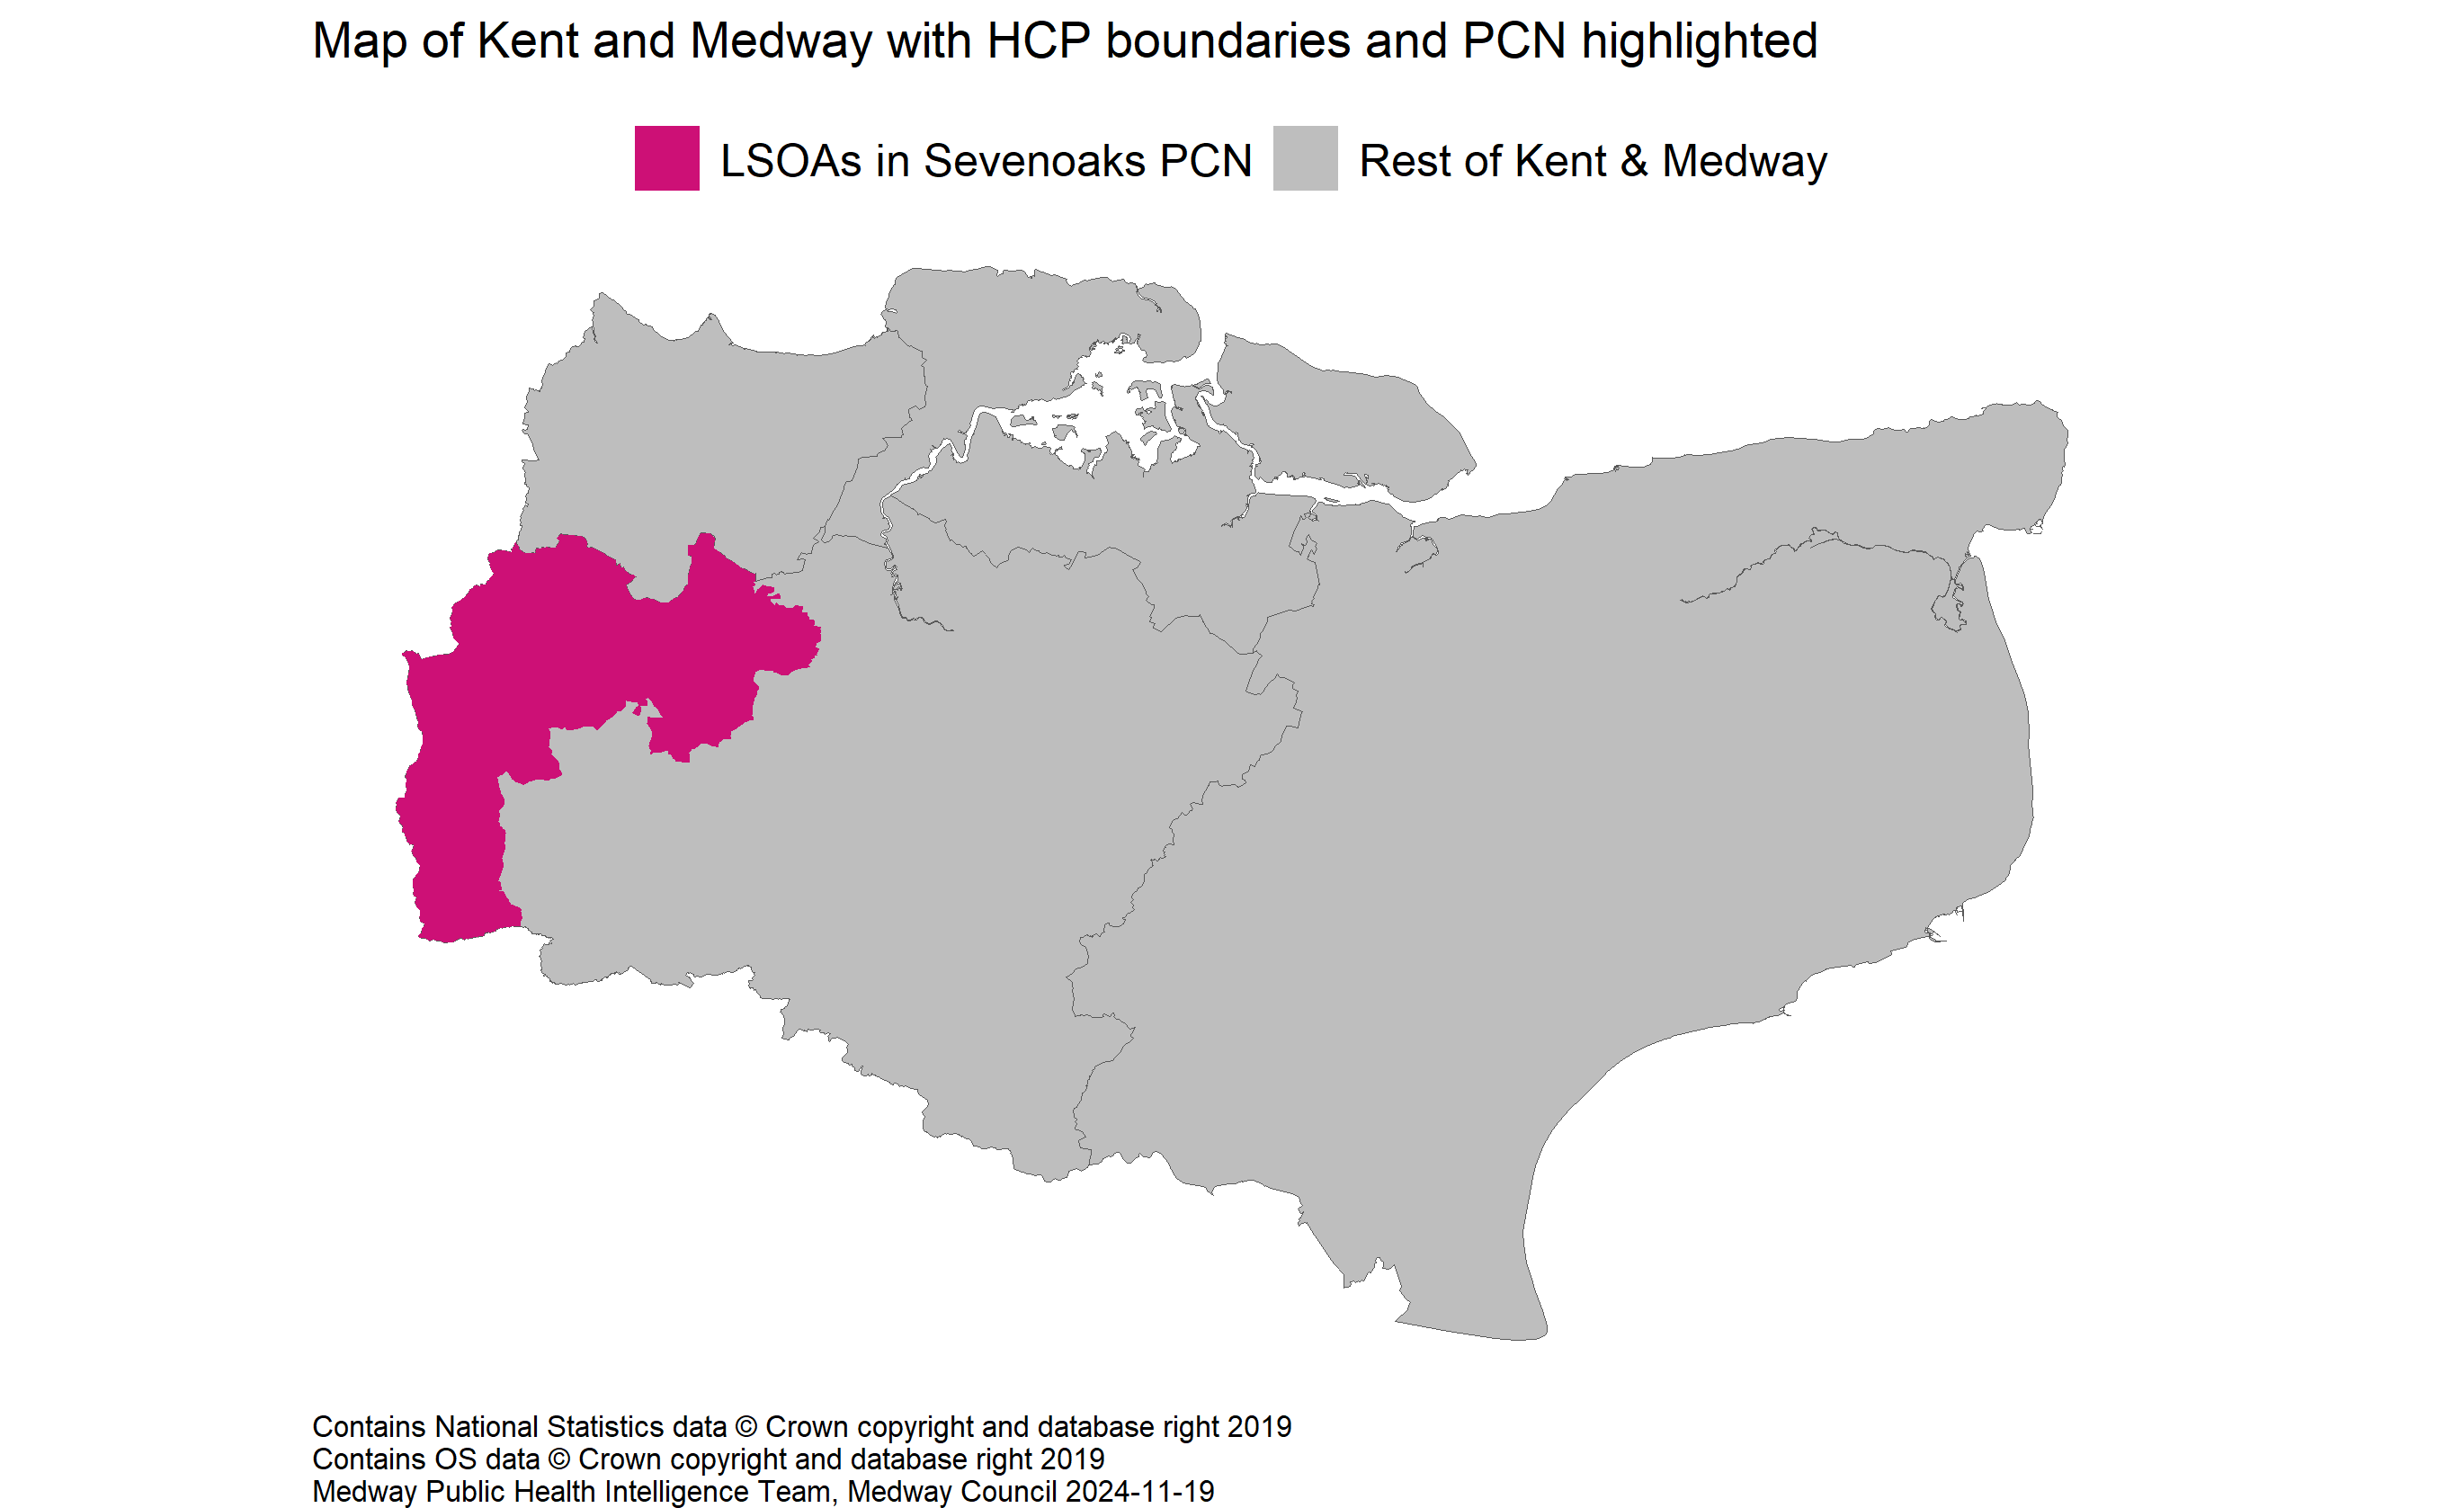 Map of Kent and Medway with HCP boundaries and PCN highlighted
LSOAs in Sevenoaks PCN Rest of Kent & Medway
Contains National Statistics data © Crown copyright and database right 2019
Contains OS data © Crown copyright and database right 2019
Medway Public Health Intelligence Team, Medway Council 2024-11-19